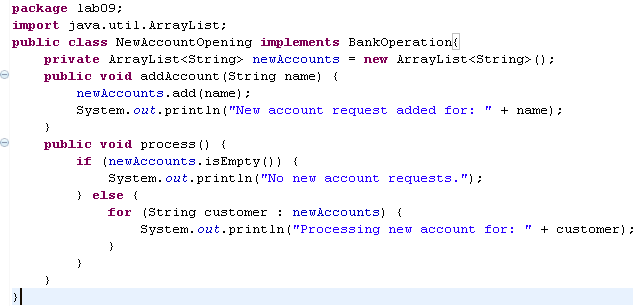 package lab09;
import java.util.ArrayList;
public class NewAccountOpening implements BankOperation{
    private ArrayList<String> newAccounts = new ArrayList<String>();
    public void addAccount(String name) {
        newAccounts.add(name);
        System.out.println("New account request added for: " + name);
    }
    public void process() {
        if (newAccounts.isEmpty()) {
            System.out.println("No new account requests.");
        } else {
            for (String customer : newAccounts) {
                System.out.println("Processing new account for: " + customer);
            }
        }
    }
}